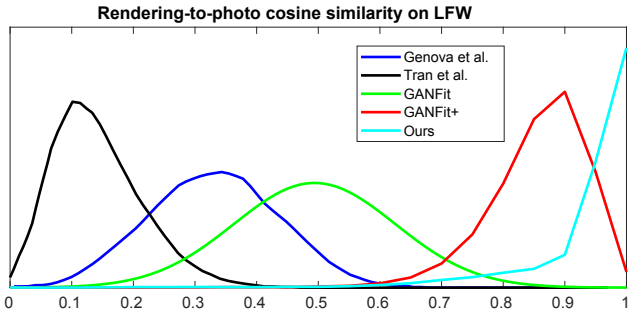 Rendering-to-photo cosine similarity on LFW
Genova et al.
Tran et al.
GANFit
GANFit+
Ours
0 0.1 0.2 0.3 0.4 0.5 0.6 0.7 0.8 0.9 1